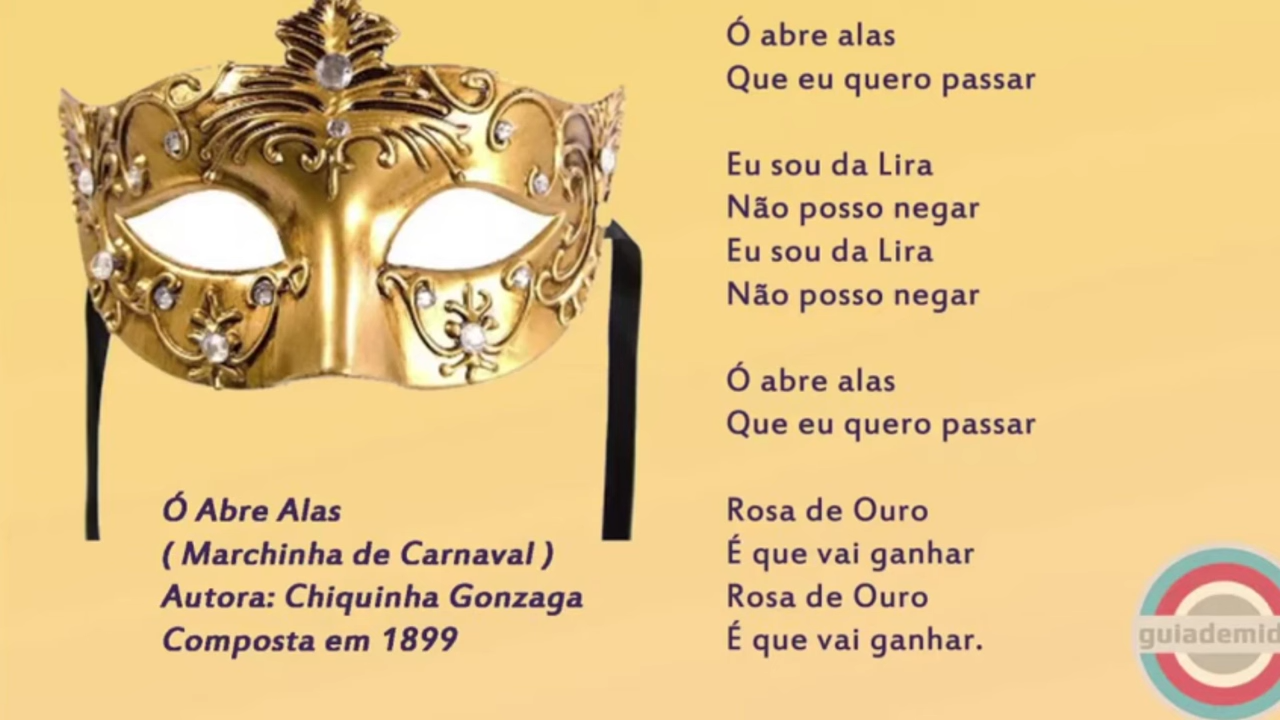 Ó abre alas
Que eu quero passar
Eu sou da Lira
Não posso negar
Eu sou da Lira
Não posso negar
Ó abre alas
Que eu quero passar
Rosa de Ouro
É que vai ganhar
Rosa de Ouro
É que vai ganhar.
Ó Abre Alas
( Marchinha de Carnaval )
Autora: Chiquinha Gonzaga
Composta em 1899
guiademid